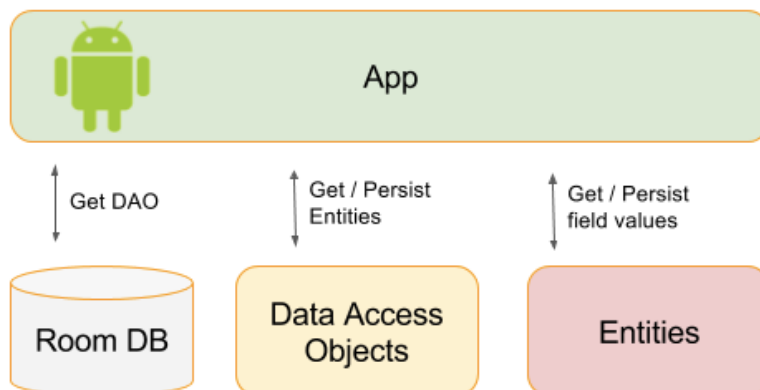 App
Get DAO
Get / Persist
Entities
Get / Persist
field values
Room DB
Data Access
Objects
Entities